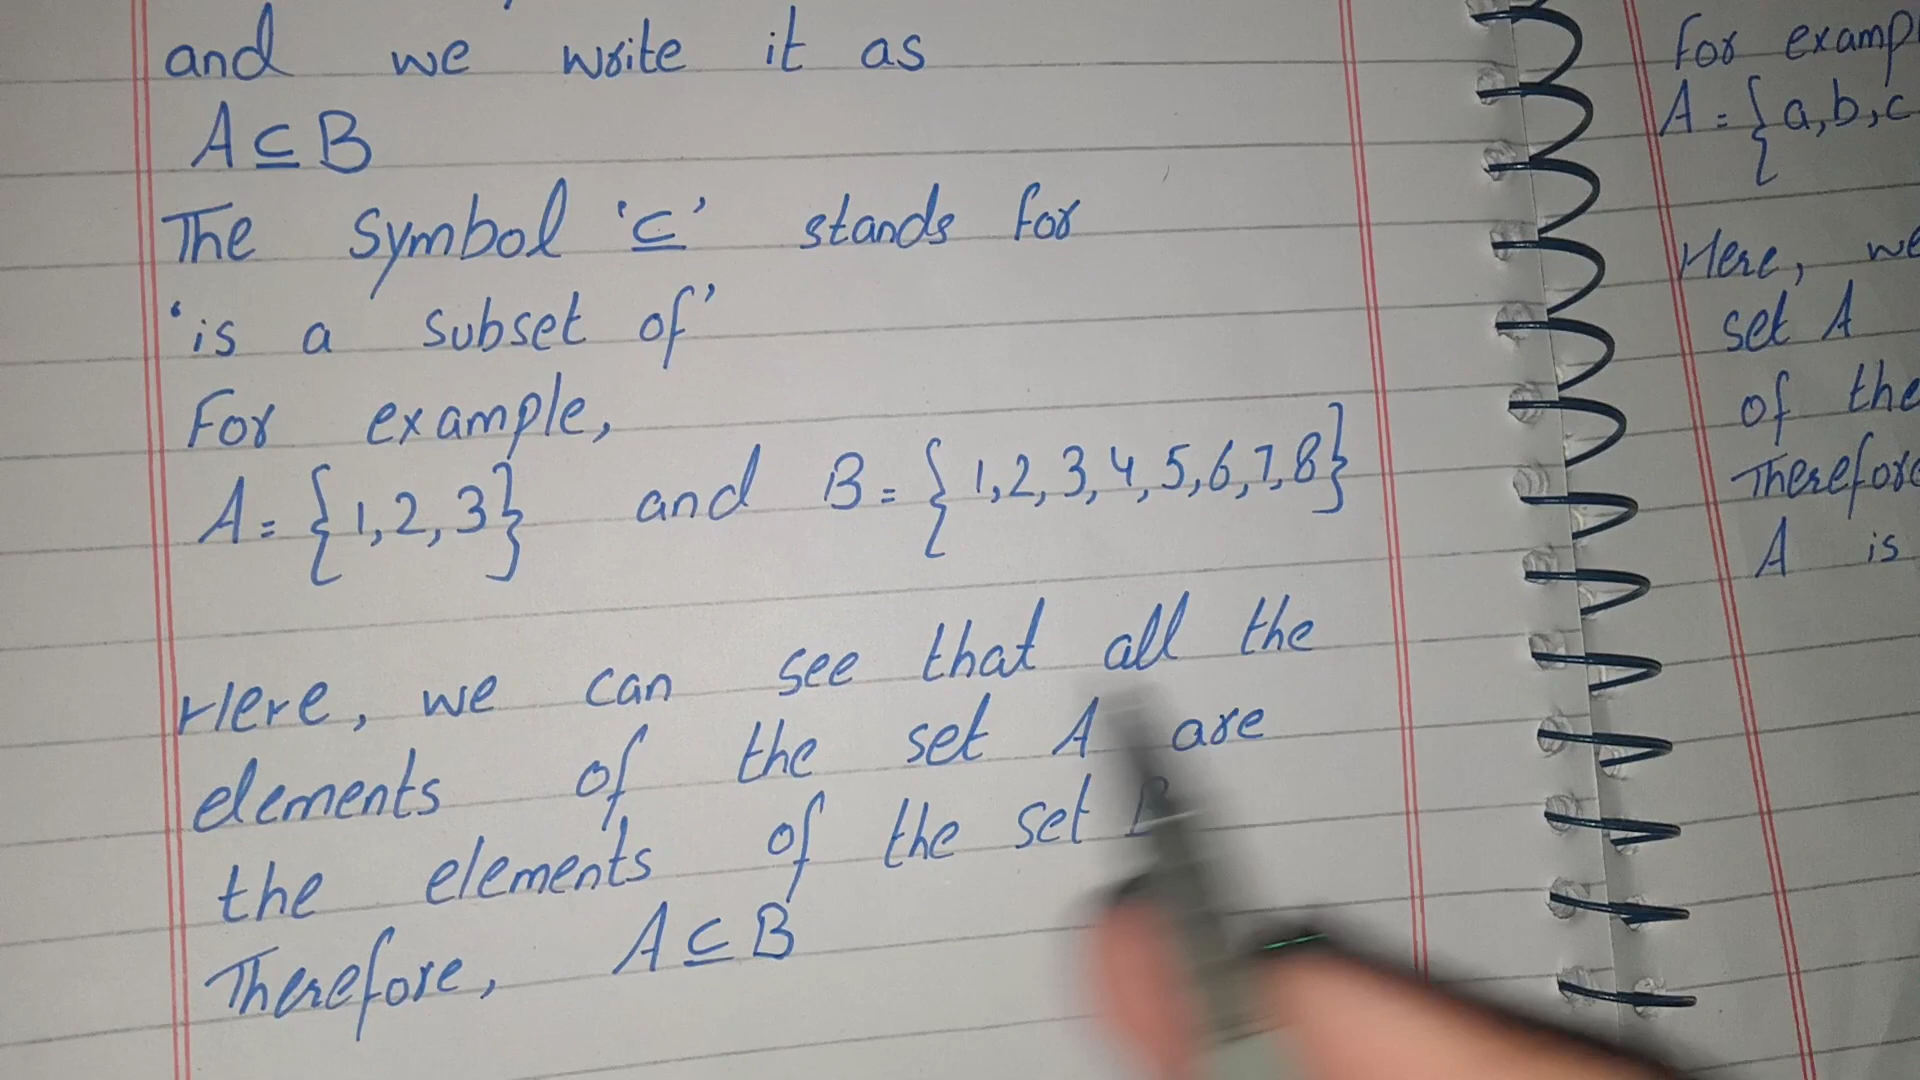 and we write it as
A⊆B
The symbol '⊆' stands for
'is a subset of'
For example,
A = {1,2,3} and B = {1,2,3,4,5,6,7,8}
Here, we can see that all the
elements of the set A are
the elements of the set B
Therefore, A⊆B
For
A = {a,b,c
Here, we
set A
of the
Therefore
A is